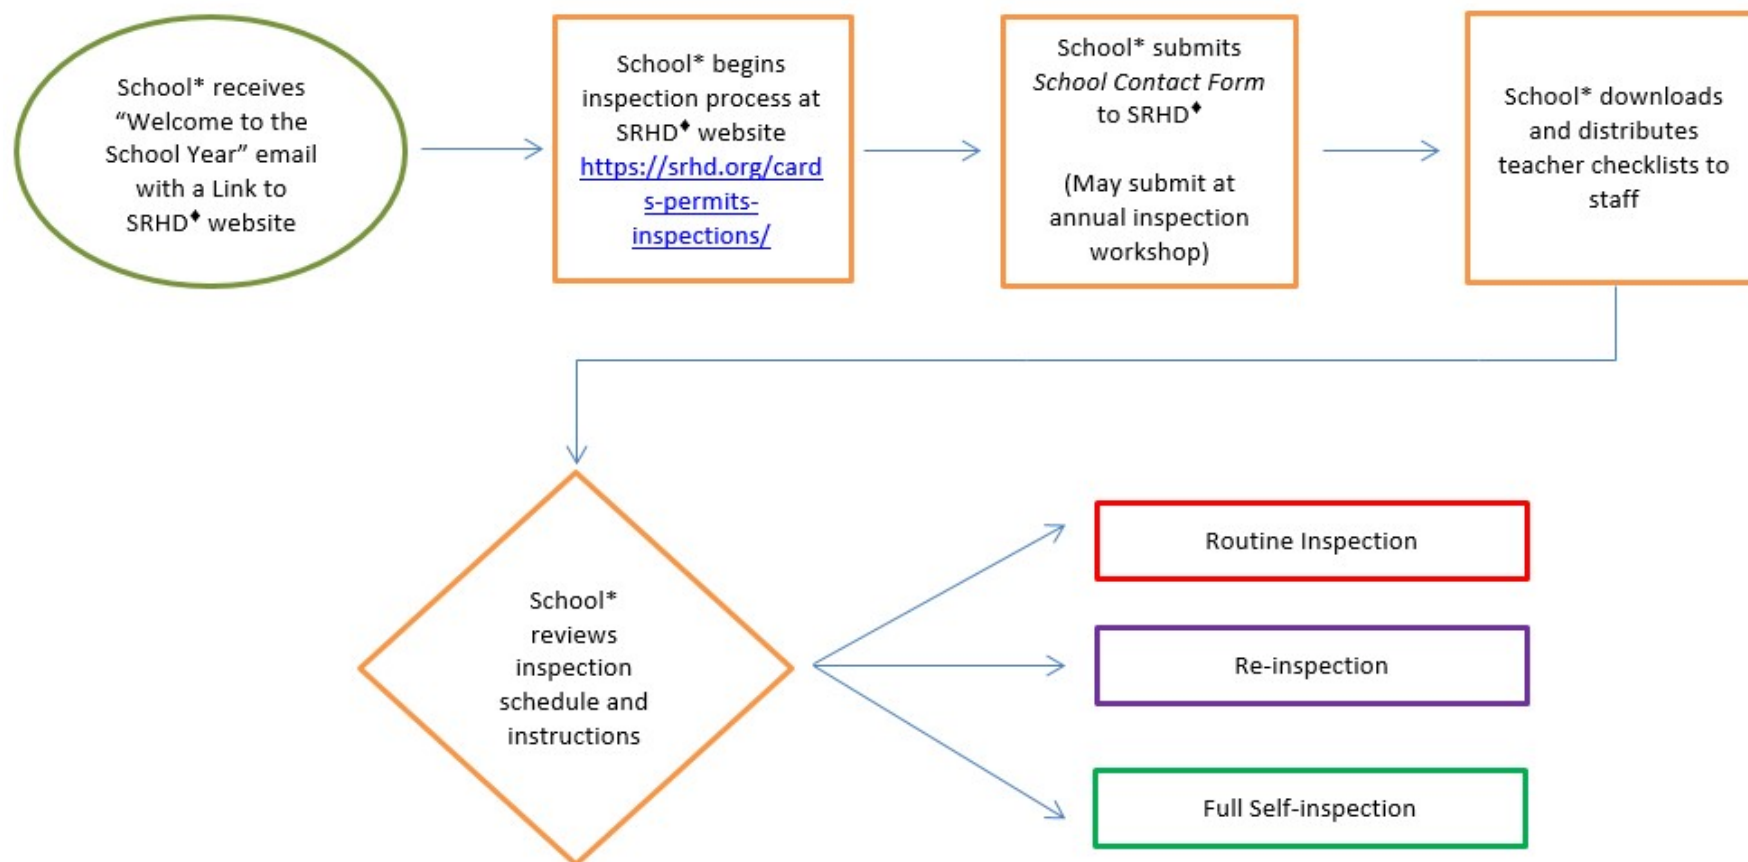 School* receives
“Welcome to the
School Year” email
with a Link to
SRHD♦ website
School* begins
inspection process at
SRHD♦ website
https://srhd.org/card
s-permits-
inspections/
School* submits
School Contact Form
to SRHD♦
(May submit at
annual inspection
workshop)
School* downloads
and distributes
teacher checklists to
staff
School*
reviews
inspection
schedule and
instructions
Routine Inspection
Re-inspection
Full Self-inspection